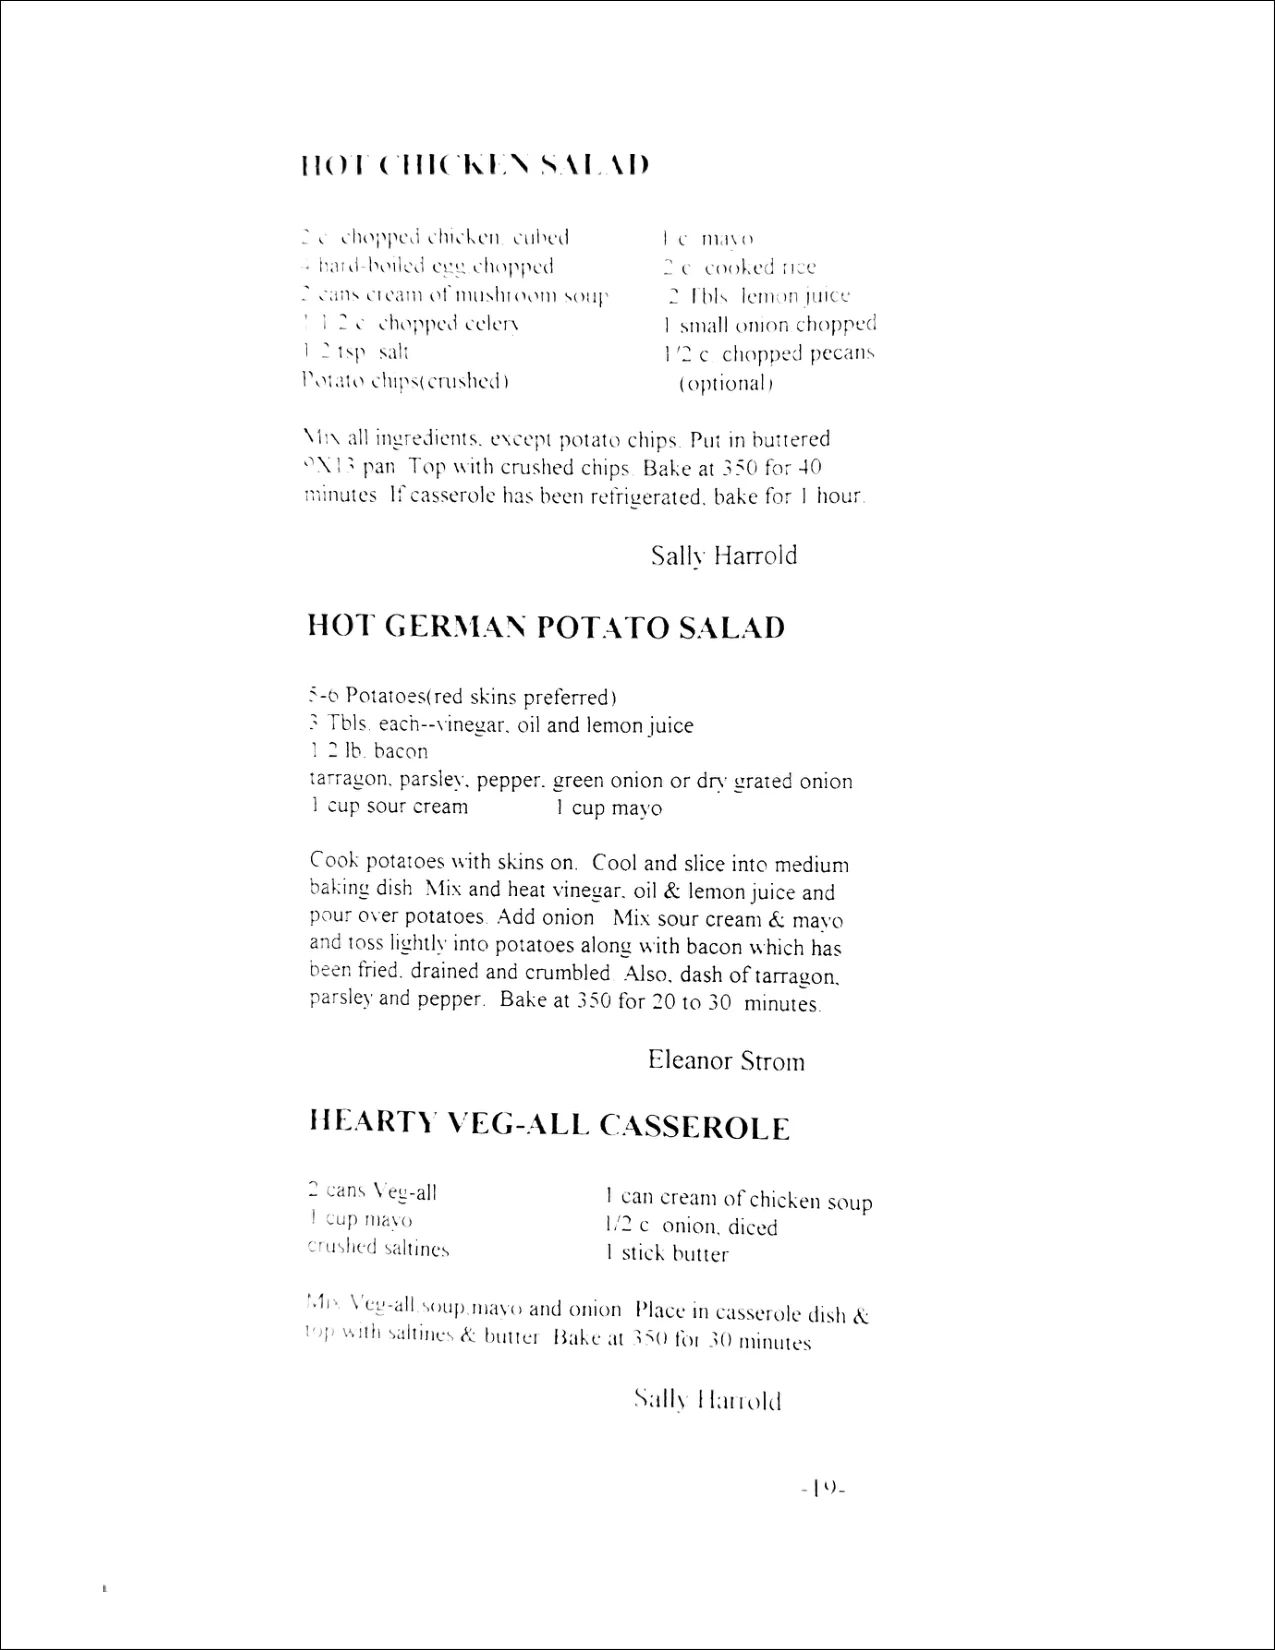 HOT CHICKEN SALAD
2 c. chopped chicken, cubed 1 c. mayo
4 hard-boiled egg chopped 2 c. cooked rice
2 cans cream of mushroom soup 2 Tbls. lemon juice
1 1/2 c. chopped celery 1 small onion chopped
1/2 tsp. salt 1/2 c. chopped pecans
Potato chips(crushed) (optional)
Mix all ingredients, except potato chips. Put in buttered
9X13 pan. Top with crushed chips. Bake at 350 for 40
minutes. If casserole has been refrigerated, bake for 1 hour.
Sally Harrold
HOT GERMAN POTATO SALAD
5-6 Potatoes(red skins preferred)
3 Tbls. each--vinegar, oil and lemon juice
1/2 lb. bacon
tarragon, parsley, pepper, green onion or dry grated onion
1 cup sour cream 1 cup mayo
Cook potatoes with skins on. Cool and slice into medium
baking dish. Mix and heat vinegar, oil & lemon juice and
pour over potatoes. Add onion. Mix sour cream & mayo
and toss lightly into potatoes along with bacon which has
been fried, drained and crumbled. Also, dash of tarragon,
parsley and pepper. Bake at 350 for 20 to 30 minutes.
Eleanor Strom
HEARTY VEG-ALL CASSEROLE
2 cans Veg-all 1 can cream of chicken soup
1 cup mayo 1/2 c. onion, diced
crushed saltines 1 stick butter
Mix Veg-all,soup,mayo and onion. Place in casserole dish &
top with saltines & butter. Bake at 350 for 30 minutes
Sally Harrold
-19-